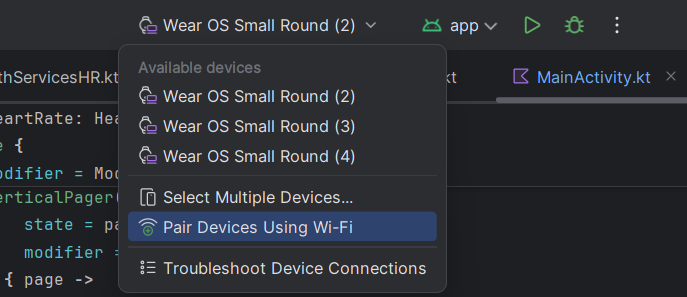 Wear OS Small Round (2)
app
thServicesHR.kt
kt
MainActivity.kt
Available devices
Wear OS Small Round (2)
Wear OS Small Round (3)
Wear OS Small Round (4)
Select Multiple Devices...
Pair Devices Using Wi-Fi
Troubleshoot Device Connections
eartRate: Hea
e {
odifier = Mod
erticalPager(
state = pa
modifier =
{ page ->